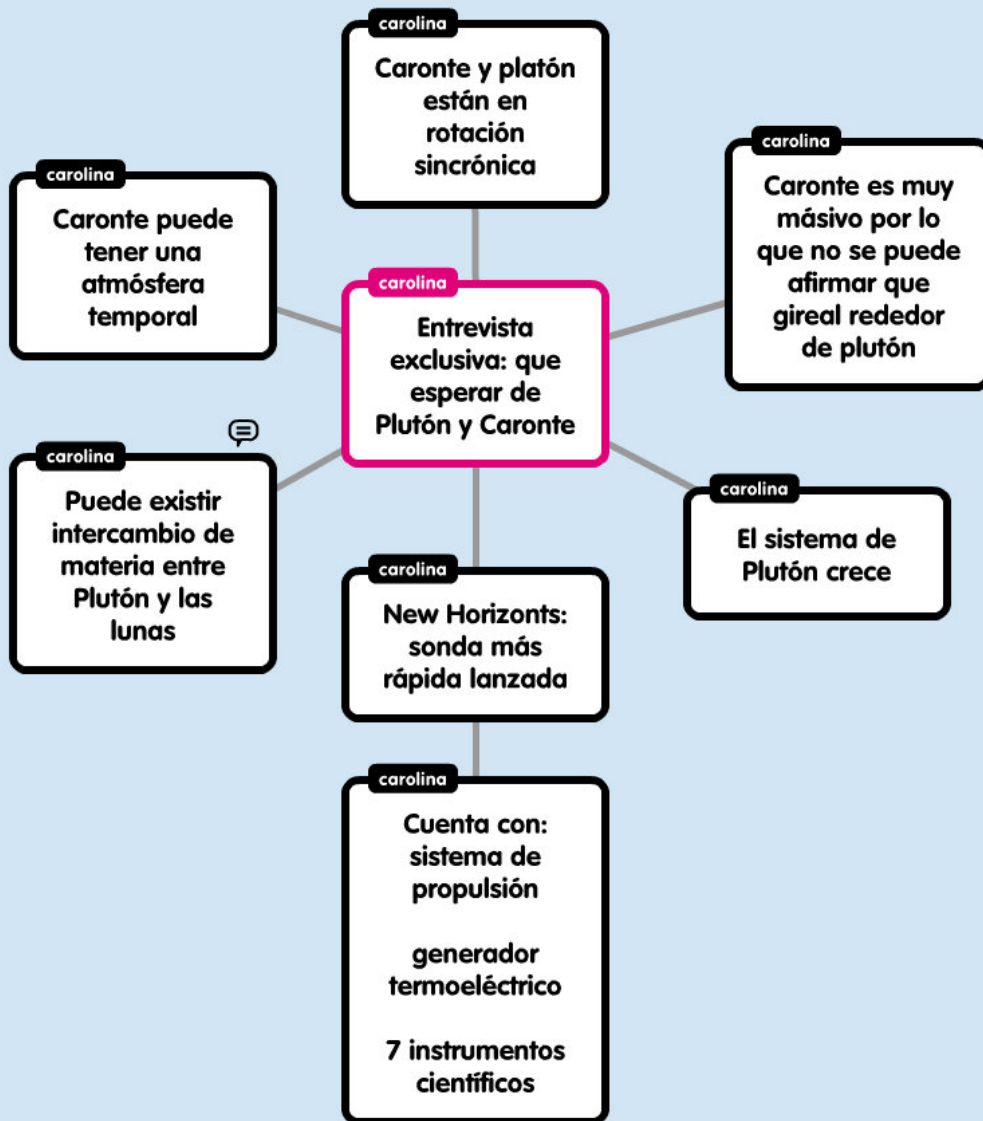 carolina
Caronte y platón
están en
rotación
sincrónica
carolina
Caronte puede
tener una
atmósfera
temporal
carolina
Caronte es muy
másivo por lo
que no se puede
afirmar que
gireal rededor
de plutón
carolina
Entrevista
exclusiva: que
esperar de
Plutón y Caronte
carolina
Puede existir
intercambio de
materia entre
Plutón y las
lunas
carolina
El sistema de
Plutón crece
carolina
New Horizonts:
sonda más
rápida lanzada
carolina
Cuenta con:
sistema de
propulsión
generador
termoeléctrico
7 instrumentos
científicos